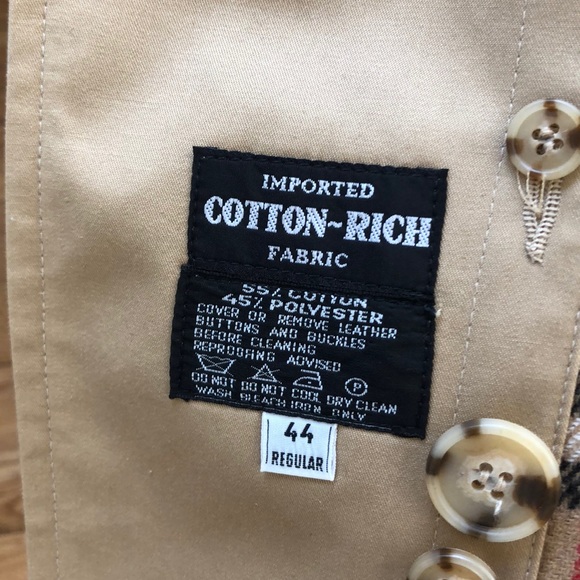 IMPORTED
COTTON~RICH
FABRIC
55% COTTON
45% POLYESTER
COVER OR REMOVE LEATHER
BUTTONS AND BUCKLES
BEFORE CLEANING
REPROOFING ADVISED
P
DO NOT DO NOT COOL DRY CLEAN
WASH BLEACH IRON ONLY
44
REGULAR